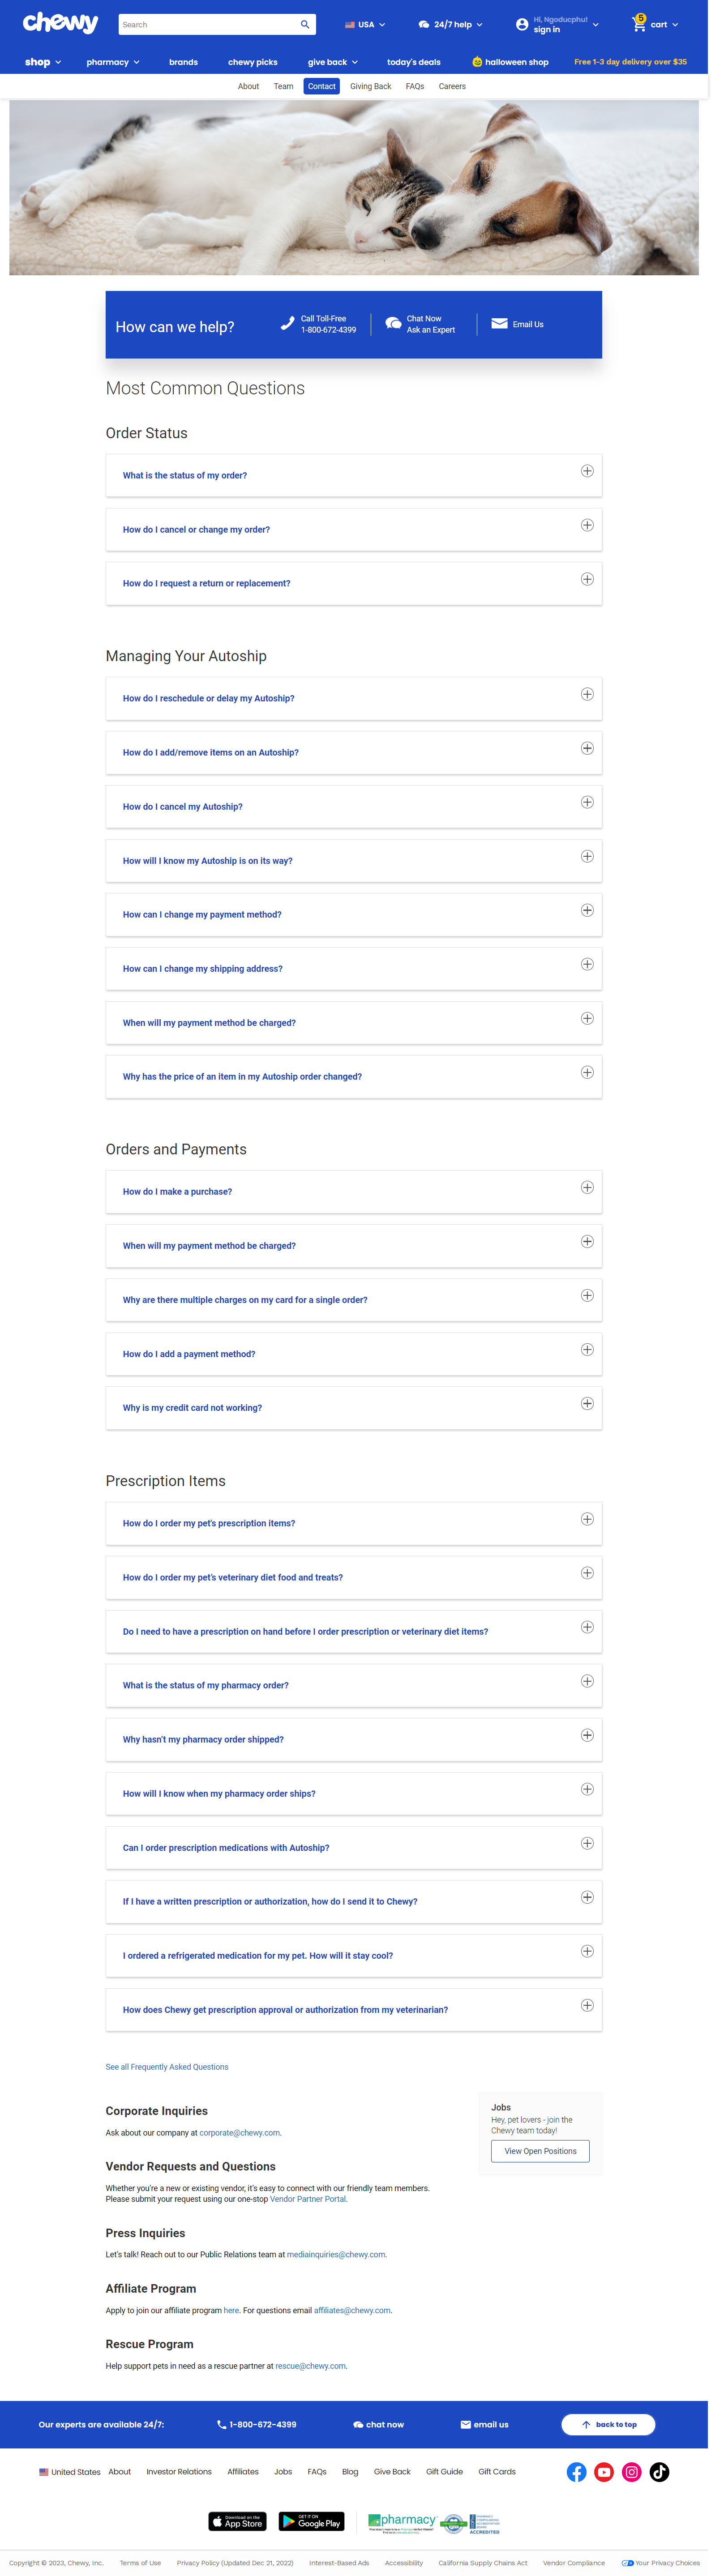 chewy
Search
USA
24/7 help
Hi, Ngoducphu!
sign in
5
cart
shop
pharmacy
brands
chewy picks
give back
today's deals
halloween shop
Free 1-3 day delivery over $35
About
Team
Contact
Giving Back
FAQs
Careers
How can we help?
Call Toll-Free
1-800-672-4399
Chat Now
Ask an Expert
Email Us
Most Common Questions
Order Status
What is the status of my order?
How do I cancel or change my order?
How do I request a return or replacement?
Managing Your Autoship
How do I reschedule or delay my Autoship?
How do I add/remove items on an Autoship?
How do I cancel my Autoship?
How will I know my Autoship is on its way?
How can I change my payment method?
How can I change my shipping address?
When will my payment method be charged?
Why has the price of an item in my Autoship order changed?
Orders and Payments
How do I make a purchase?
When will my payment method be charged?
Why are there multiple charges on my card for a single order?
How do I add a payment method?
Why is my credit card not working?
Prescription Items
How do I order my pet's prescription items?
How do I order my pet's veterinary diet food and treats?
Do I need to have a prescription on hand before I order prescription or veterinary diet items?
What is the status of my pharmacy order?
Why hasn't my pharmacy order shipped?
How will I know when my pharmacy order ships?
Can I order prescription medications with Autoship?
If I have a written prescription or authorization, how do I send it to Chewy?
I ordered a refrigerated medication for my pet. How will it stay cool?
How does Chewy get prescription approval or authorization from my veterinarian?
See all Frequently Asked Questions
Corporate Inquiries
Ask about our company at corporate@chewy.com.
Vendor Requests and Questions
Whether you're a new or existing vendor, it's easy to connect with our friendly team members.
Please submit your request using our one-stop Vendor Partner Portal.
Press Inquiries
Let's talk! Reach out to our Public Relations team at mediainquiries@chewy.com.
Affiliate Program
Apply to join our affiliate program here. For questions email affiliates@chewy.com.
Rescue Program
Help support pets in need as a rescue partner at rescue@chewy.com.
Jobs
Hey, pet lovers - join the
Chewy team today!
View Open Positions
Our experts are available 24/7:
1-800-672-4399
chat now
email us
back to top
United States
About
Investor Relations
Affiliates
Jobs
FAQs
Blog
Give Back
Gift Guide
Gift Cards
Download on the
App Store
GET IT ON
Google Play
.pharmacy
ACCREDITED
Copyright © 2023, Chewy, Inc.
Terms of Use
Privacy Policy (Updated Dec 21, 2022)
Interest-Based Ads
Accessibility
California Supply Chains Act
Vendor Compliance
Your Privacy Choices